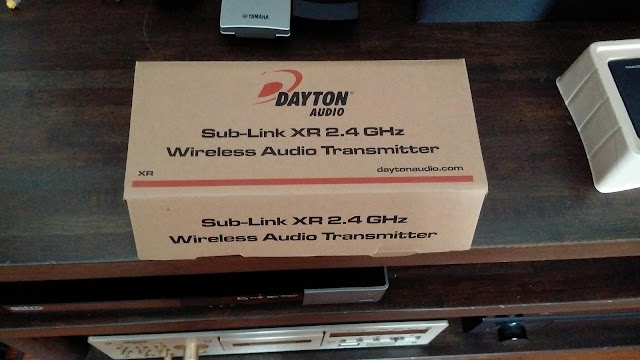 YAMAHA
DAYTON®
AUDIO
Sub-Link XR 2.4 GHz
Wireless Audio Transmitter
XR
daytonaudio.com
Sub-Link XR 2.4 GHz
Wireless Audio Transmitter